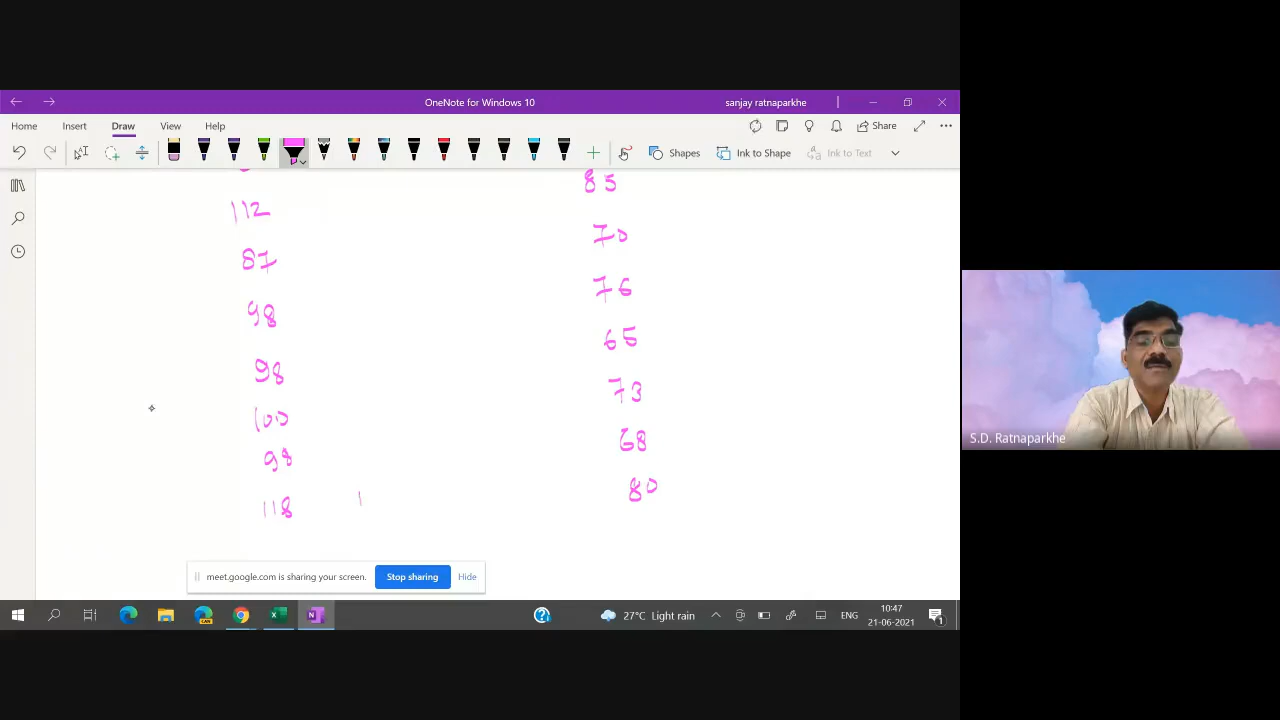 OneNote for Windows 10
sanjay ratnaparkhe
Home Insert Draw View Help
Share
Shapes
Ink to Shape
Ink to Text
85
112
70
87
76
98
65
98
73
100
68
98
80
118
S.D. Ratnaparkhe
meet.google.com is sharing your screen.
Stop sharing
Hide
27°C Light rain
ENG
10:47
21-06-2021